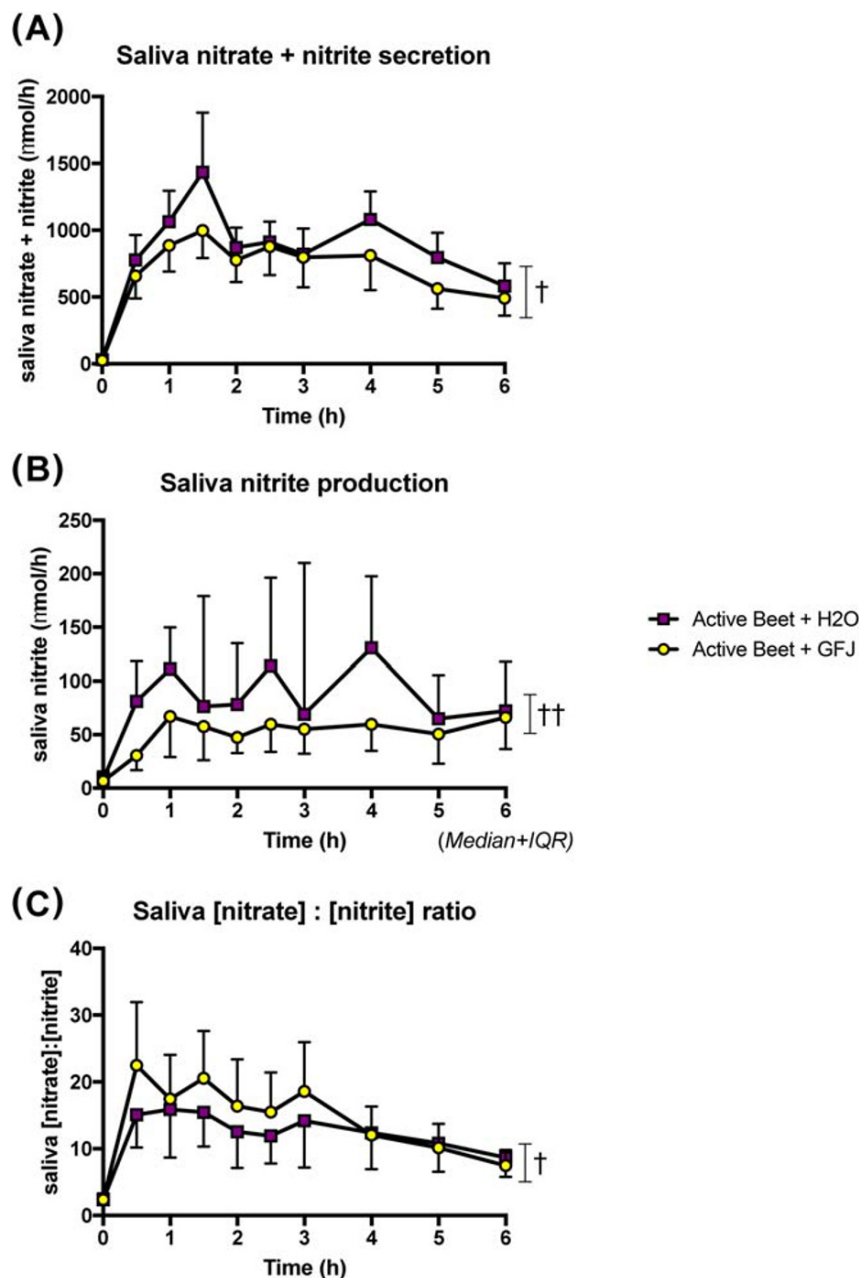 (A)
Saliva nitrate + nitrite secretion
saliva nitrate + nitrite (nmol/h)
2000
1500
1000
500
0
0 1 2 3 4 5 6
Time (h)
†
(B)
Saliva nitrite production
saliva nitrite (nmol/h)
250
200
150
100
50
0
0 1 2 3 4 5 6
Time (h) (Median+IQR)
††
Active Beet + H2O
Active Beet + GFJ
(C)
Saliva [nitrate] : [nitrite] ratio
saliva [nitrate]:[nitrite]
40
30
20
10
0
0 1 2 3 4 5 6
Time (h)
†